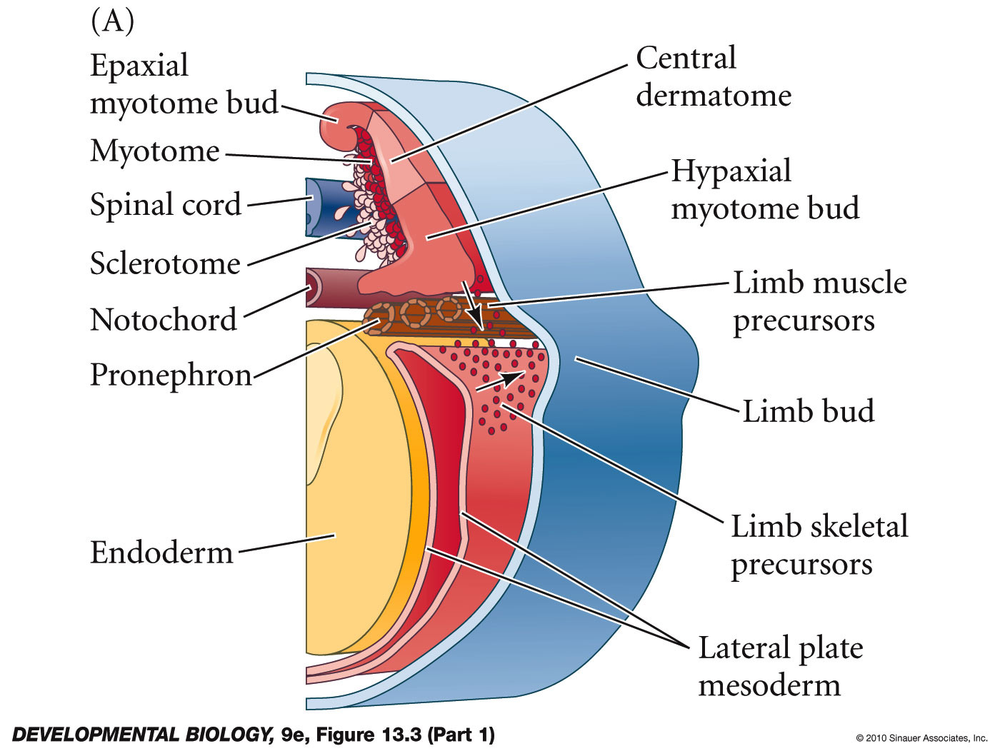 (A)
Epaxial
myotome bud
Myotome
Spinal cord
Sclerotome
Notochord
Pronephron
Endoderm
Central
dermatome
Hypaxial
myotome bud
Limb muscle
precursors
Limb bud
Limb skeletal
precursors
Lateral plate
mesoderm
DEVELOPMENTAL BIOLOGY, 9e, Figure 13.3 (Part 1)
© 2010 Sinauer Associates, Inc.